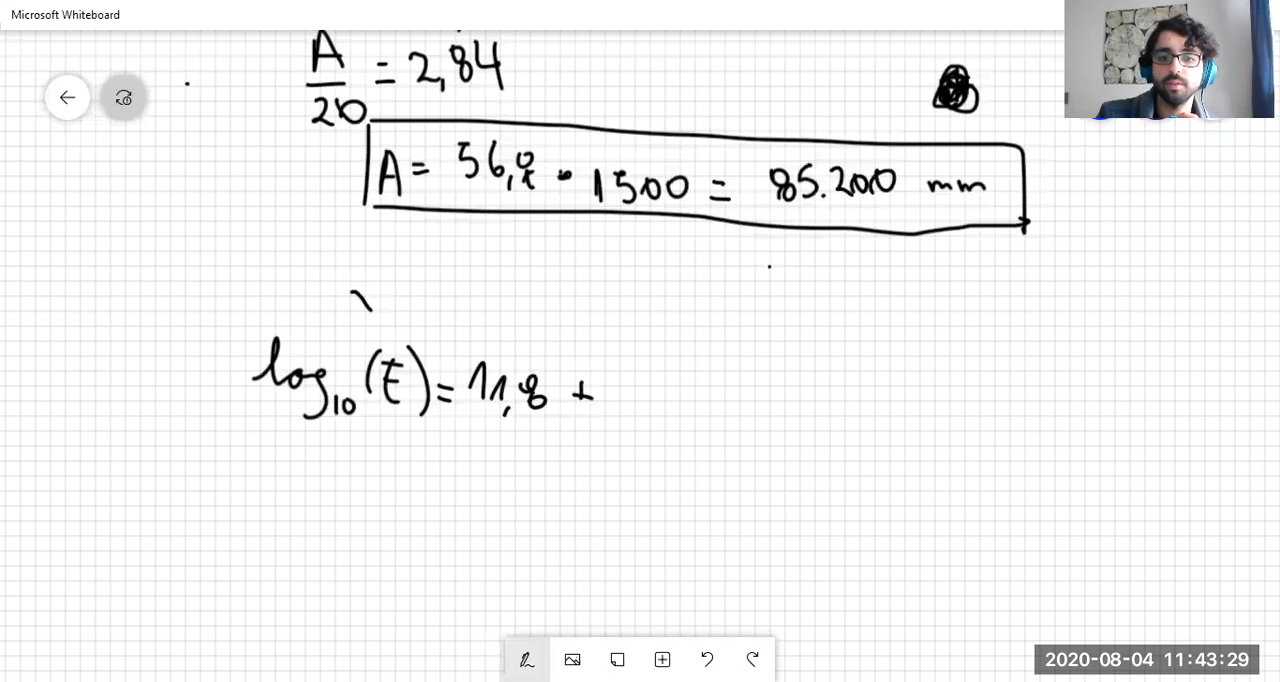 Microsoft Whiteboard
A/20 = 2,84
A = 56,8 · 1500 = 85.200 mm
log₁₀(E) = 11,8 +
2020-08-04 11:43:29